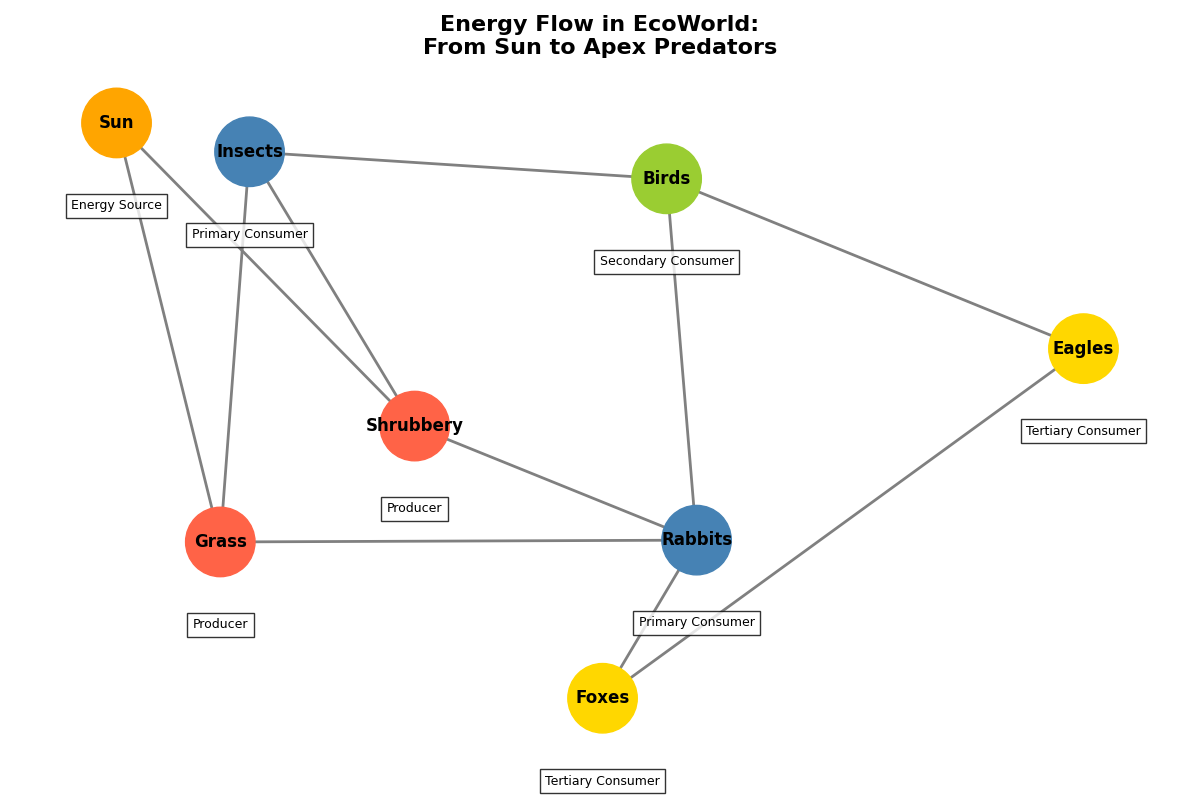 Energy Flow in EcoWorld:
From Sun to Apex Predators
Sun
Energy Source
Insects
Primary Consumer
Birds
Secondary Consumer
Eagles
Tertiary Consumer
Shrubbery
Producer
Grass
Producer
Rabbits
Primary Consumer
Foxes
Tertiary Consumer